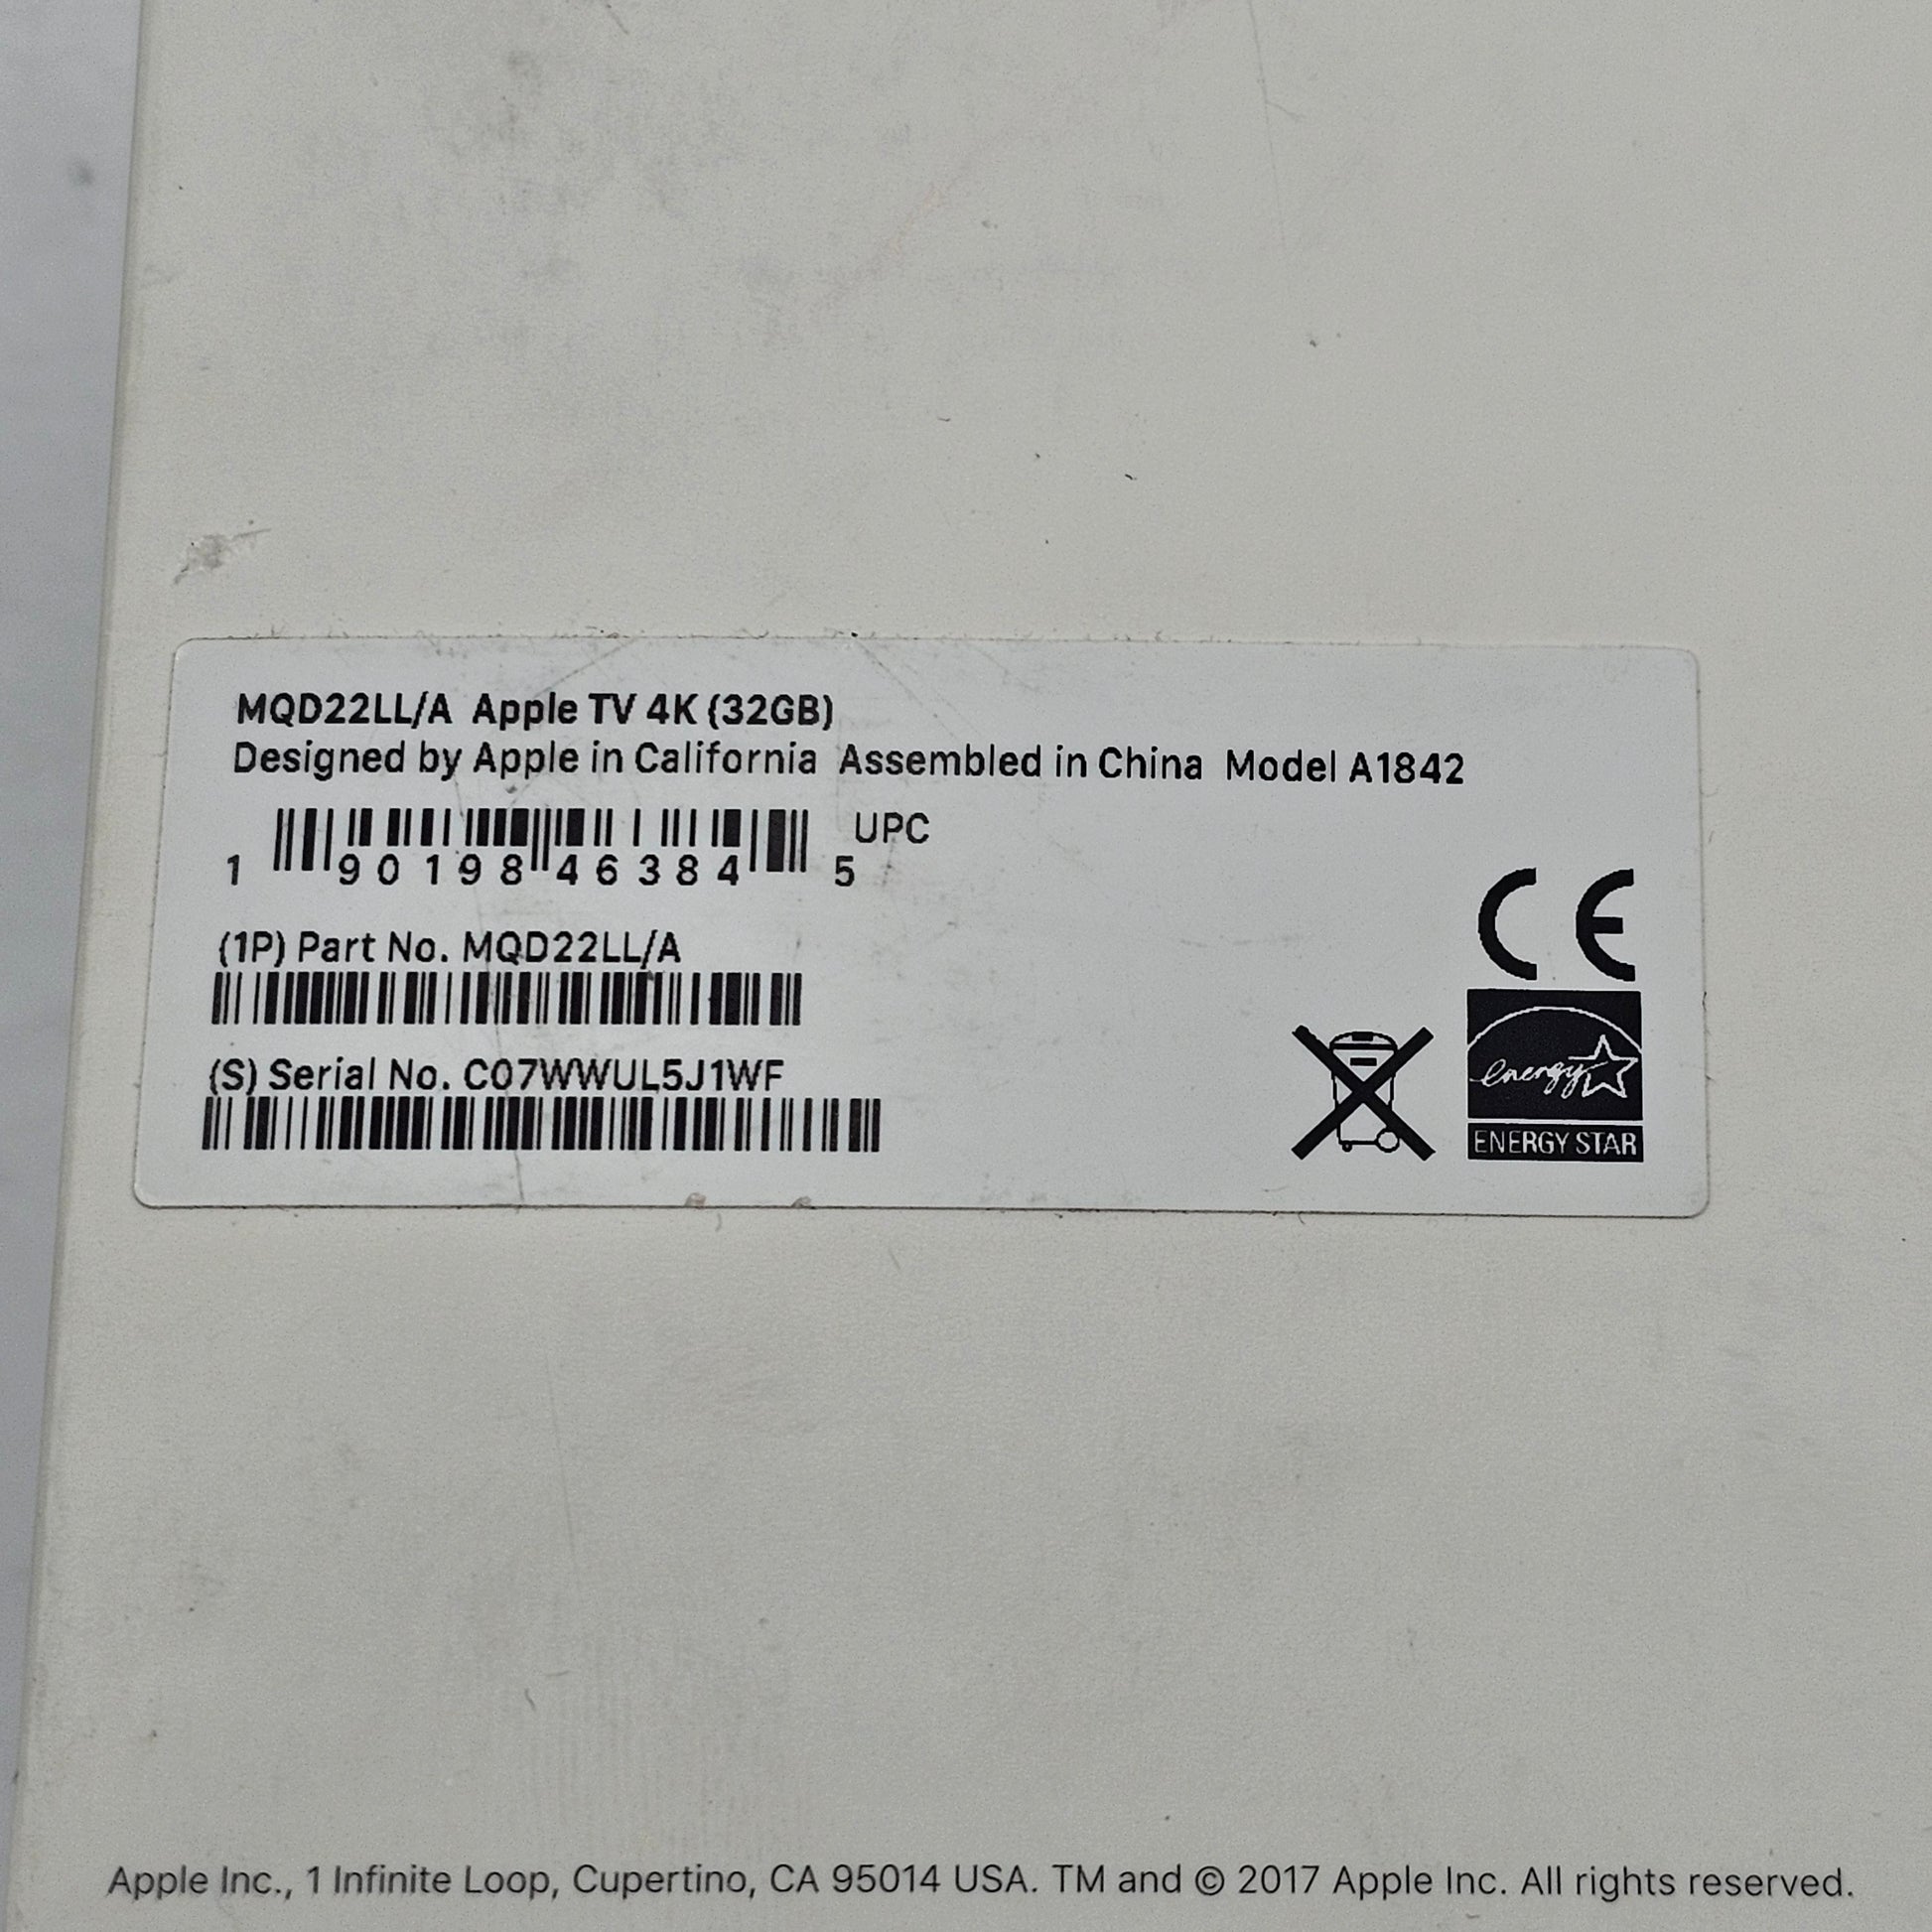 MQD22LL/A Apple TV 4K (32GB)
Designed by Apple in California Assembled in China Model A1842
1 90198 46384 5 UPC
(1P) Part No. MQD22LL/A
(S) Serial No. C07WWUL5J1WF
CE
energy
ENERGY STAR
Apple Inc., 1 Infinite Loop, Cupertino, CA 95014 USA. TM and © 2017 Apple Inc. All rights reserved.